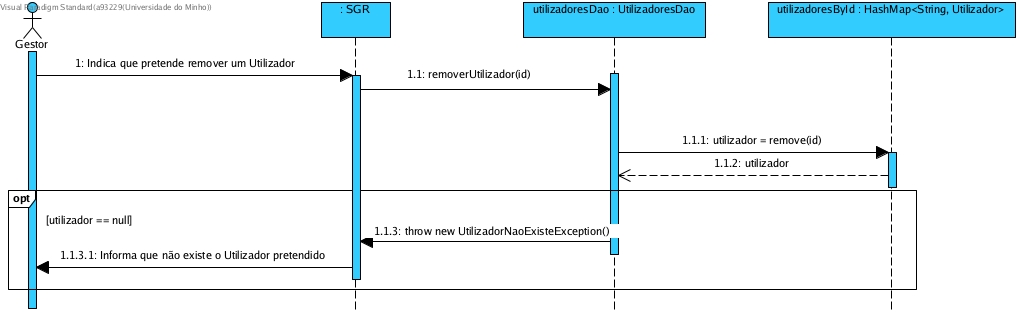 Visual Paradigm Standard(a93229(Universidade do Minho))
: SGR
utilizadoresDao : UtilizadoresDao
utilizadoresById : HashMap<String, Utilizador>
Gestor
1: Indica que pretende remover um Utilizador
1.1: removerUtilizador(id)
1.1.1: utilizador = remove(id)
1.1.2: utilizador
opt
[utilizador == null]
1.1.3: throw new UtilizadorNaoExisteException()
1.1.3.1: Informa que não existe o Utilizador pretendido